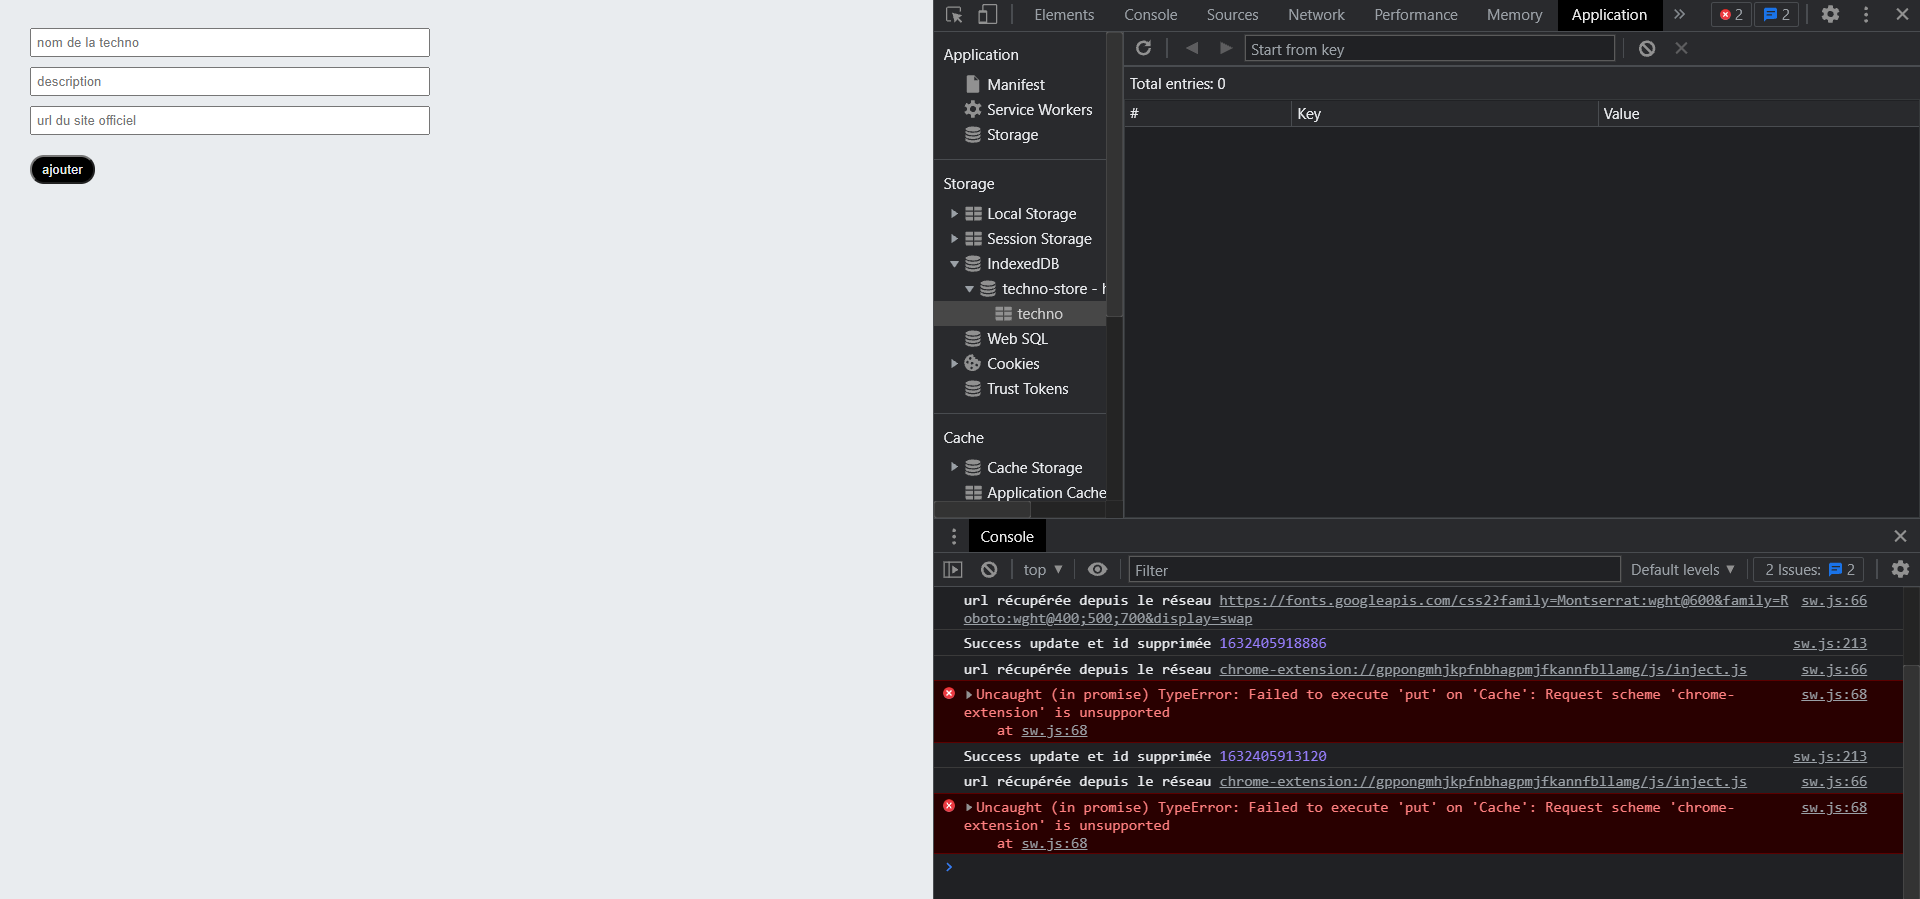 nom de la techno
description
url du site officiel
ajouter
Elements Console Sources Network Performance Memory Application 2 2
Application
Manifest
Service Workers
Storage
Storage
Local Storage
Session Storage
IndexedDB
techno-store - h
techno
Web SQL
Cookies
Trust Tokens
Cache
Cache Storage
Application Cache
Start from key
Total entries: 0
# Key Value
Console
top Filter Default levels 2 Issues: 2
url récupérée depuis le réseau https://fonts.googleapis.com/css2?family=Montserrat:wght@600&family=R sw.js:66
oboto:wght@400;500;700&display=swap
Success update et id supprimée 1632405918886 sw.js:213
url récupérée depuis le réseau chrome-extension://gppongmhjkpfnbhagpmjfkannfbllamg/js/inject.js sw.js:66
Uncaught (in promise) TypeError: Failed to execute 'put' on 'Cache': Request scheme 'chrome- sw.js:68
extension' is unsupported
at sw.js:68
Success update et id supprimée 1632405913120 sw.js:213
url récupérée depuis le réseau chrome-extension://gppongmhjkpfnbhagpmjfkannfbllamg/js/inject.js sw.js:66
Uncaught (in promise) TypeError: Failed to execute 'put' on 'Cache': Request scheme 'chrome- sw.js:68
extension' is unsupported
at sw.js:68